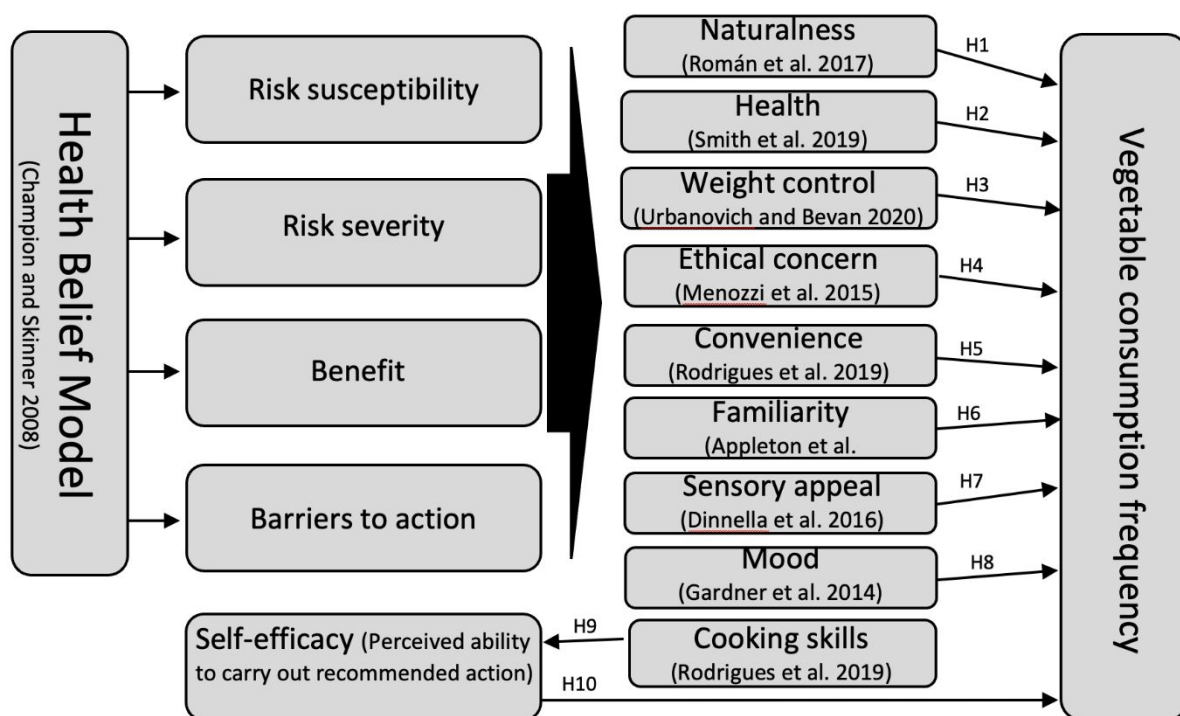 Health Belief Model
(Champion and Skinner 2008)
Risk susceptibility
Risk severity
Benefit
Barriers to action
Self-efficacy (Perceived ability
to carry out recommended action)
Naturalness
(Román et al. 2017)
Health
(Smith et al. 2019)
Weight control
(Urbanovich and Bevan 2020)
Ethical concern
(Menozzi et al. 2015)
Convenience
(Rodrigues et al. 2019)
Familiarity
(Appleton et al.
Sensory appeal
(Dinnella et al. 2016)
Mood
(Gardner et al. 2014)
Cooking skills
(Rodrigues et al. 2019)
H1
H2
H3
H4
H5
H6
H7
H8
H9
H10
Vegetable consumption frequency